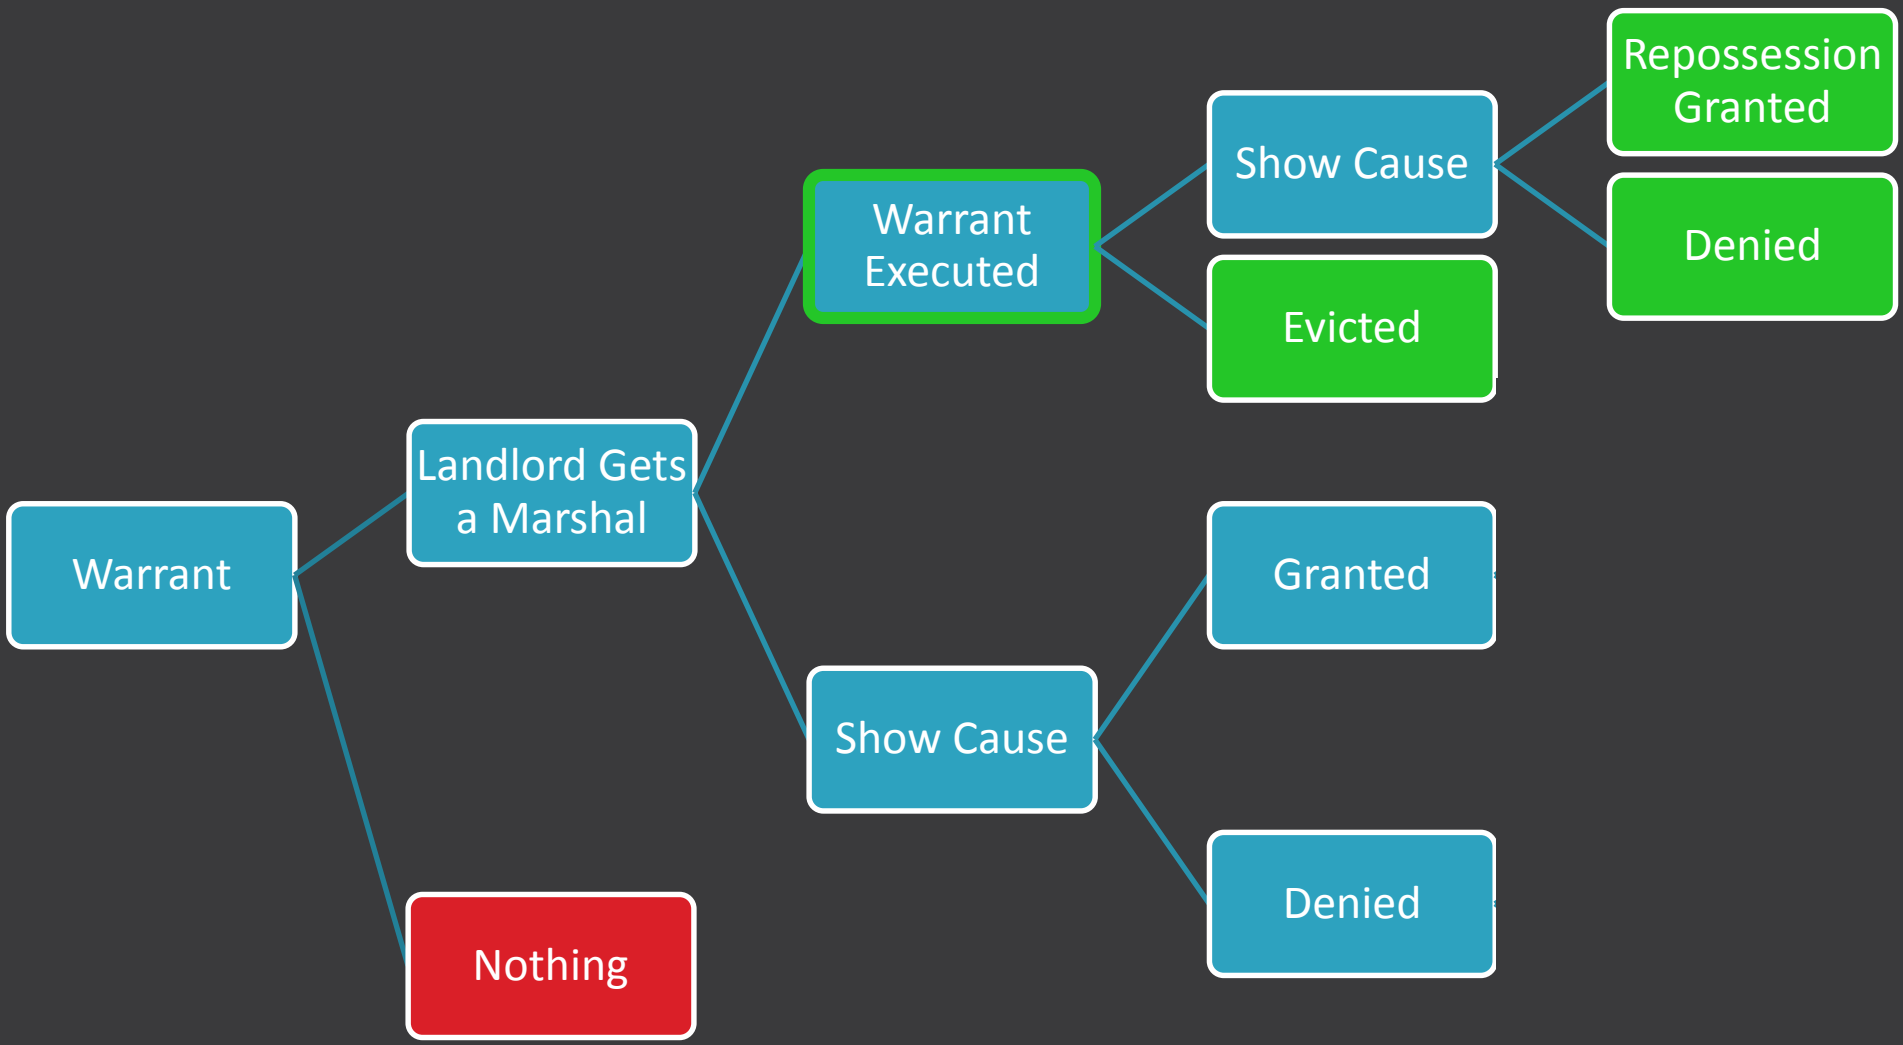 Repossession
Granted
Show Cause
Denied
Warrant
Executed
Evicted
Landlord Gets
a Marshal
Warrant
Granted
Show Cause
Denied
Nothing